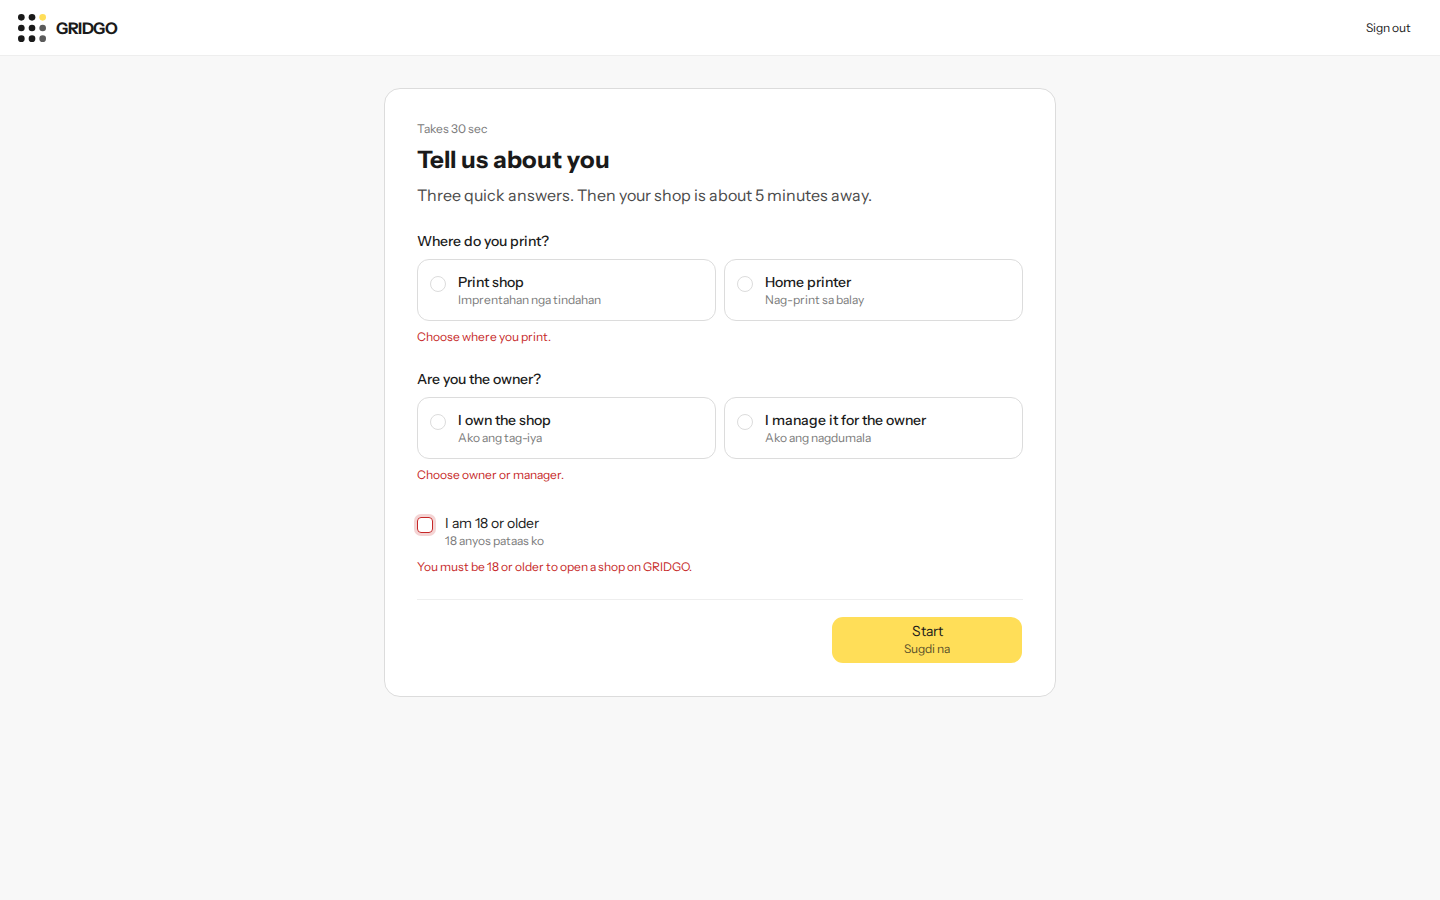 GRIDGO
Sign out
Takes 30 sec
Tell us about you
Three quick answers. Then your shop is about 5 minutes away.
Where do you print?
Print shop
Imprentahan nga tindahan
Home printer
Nag-print sa balay
Choose where you print.
Are you the owner?
I own the shop
Ako ang tag-iya
I manage it for the owner
Ako ang nagdumala
Choose owner or manager.
I am 18 or older
18 anyos pataas ko
You must be 18 or older to open a shop on GRIDGO.
Start
Sugdi na